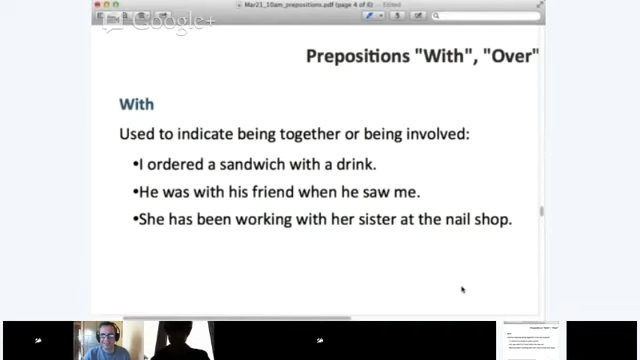 Mar21_10am_prepositions.pdf (page 4 of 6) — Edited
Google+
Prepositions "With", "Over"
With
Used to indicate being together or being involved:
•I ordered a sandwich with a drink.
•He was with his friend when he saw me.
•She has been working with her sister at the nail shop.